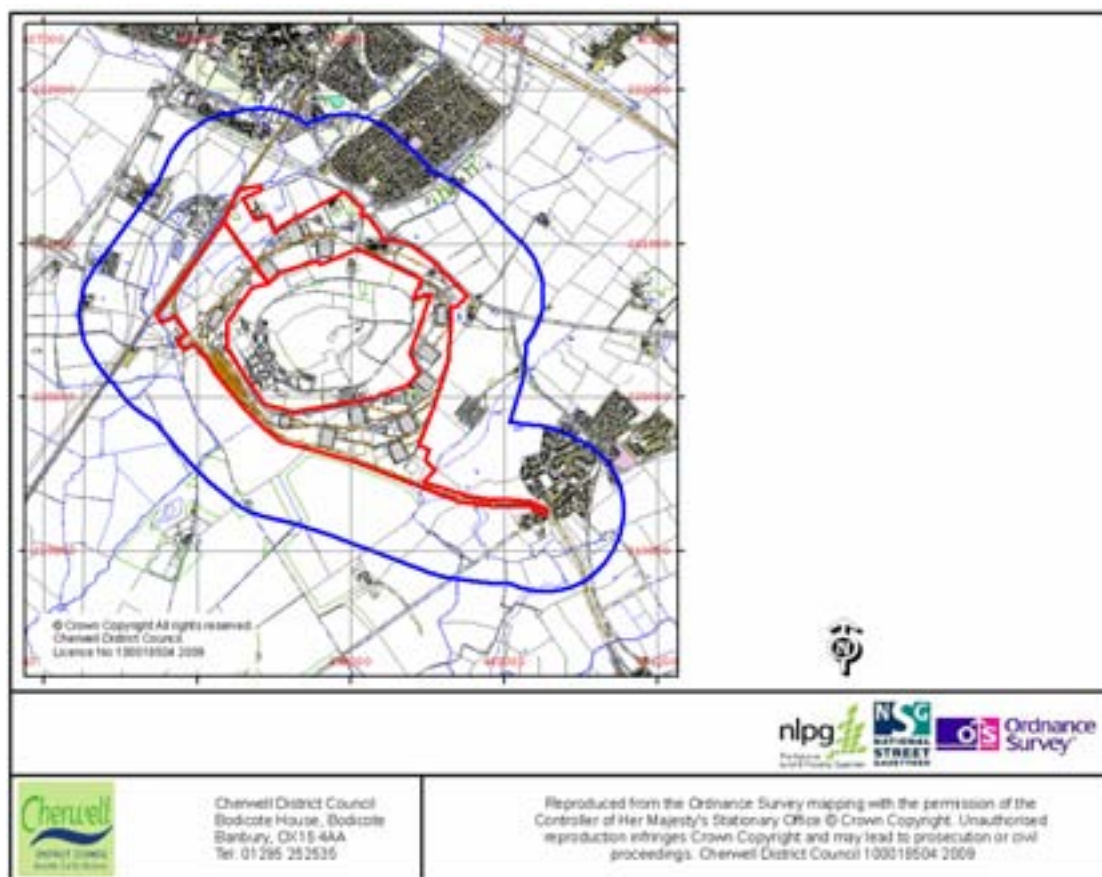 © Crown Copyright All rights reserved
Cherwell District Council
Licence No 100018504 2009
N
nlpg
NSG
NATIONAL
STREET
GAZETTEER
Ordnance
Survey
Cherwell
DISTRICT COUNCIL
Cherwell District Council
Bodicote House, Bodicote
Banbury, OX15 4AA
Tel. 01295 252535
Reproduced from the Ordnance Survey mapping with the permission of the
Controller of Her Majesty's Stationary Office © Crown Copyright. Unauthorised
reproduction infringes Crown Copyright and may lead to prosecution or civil
proceedings. Cherwell District Council 100018504 2009